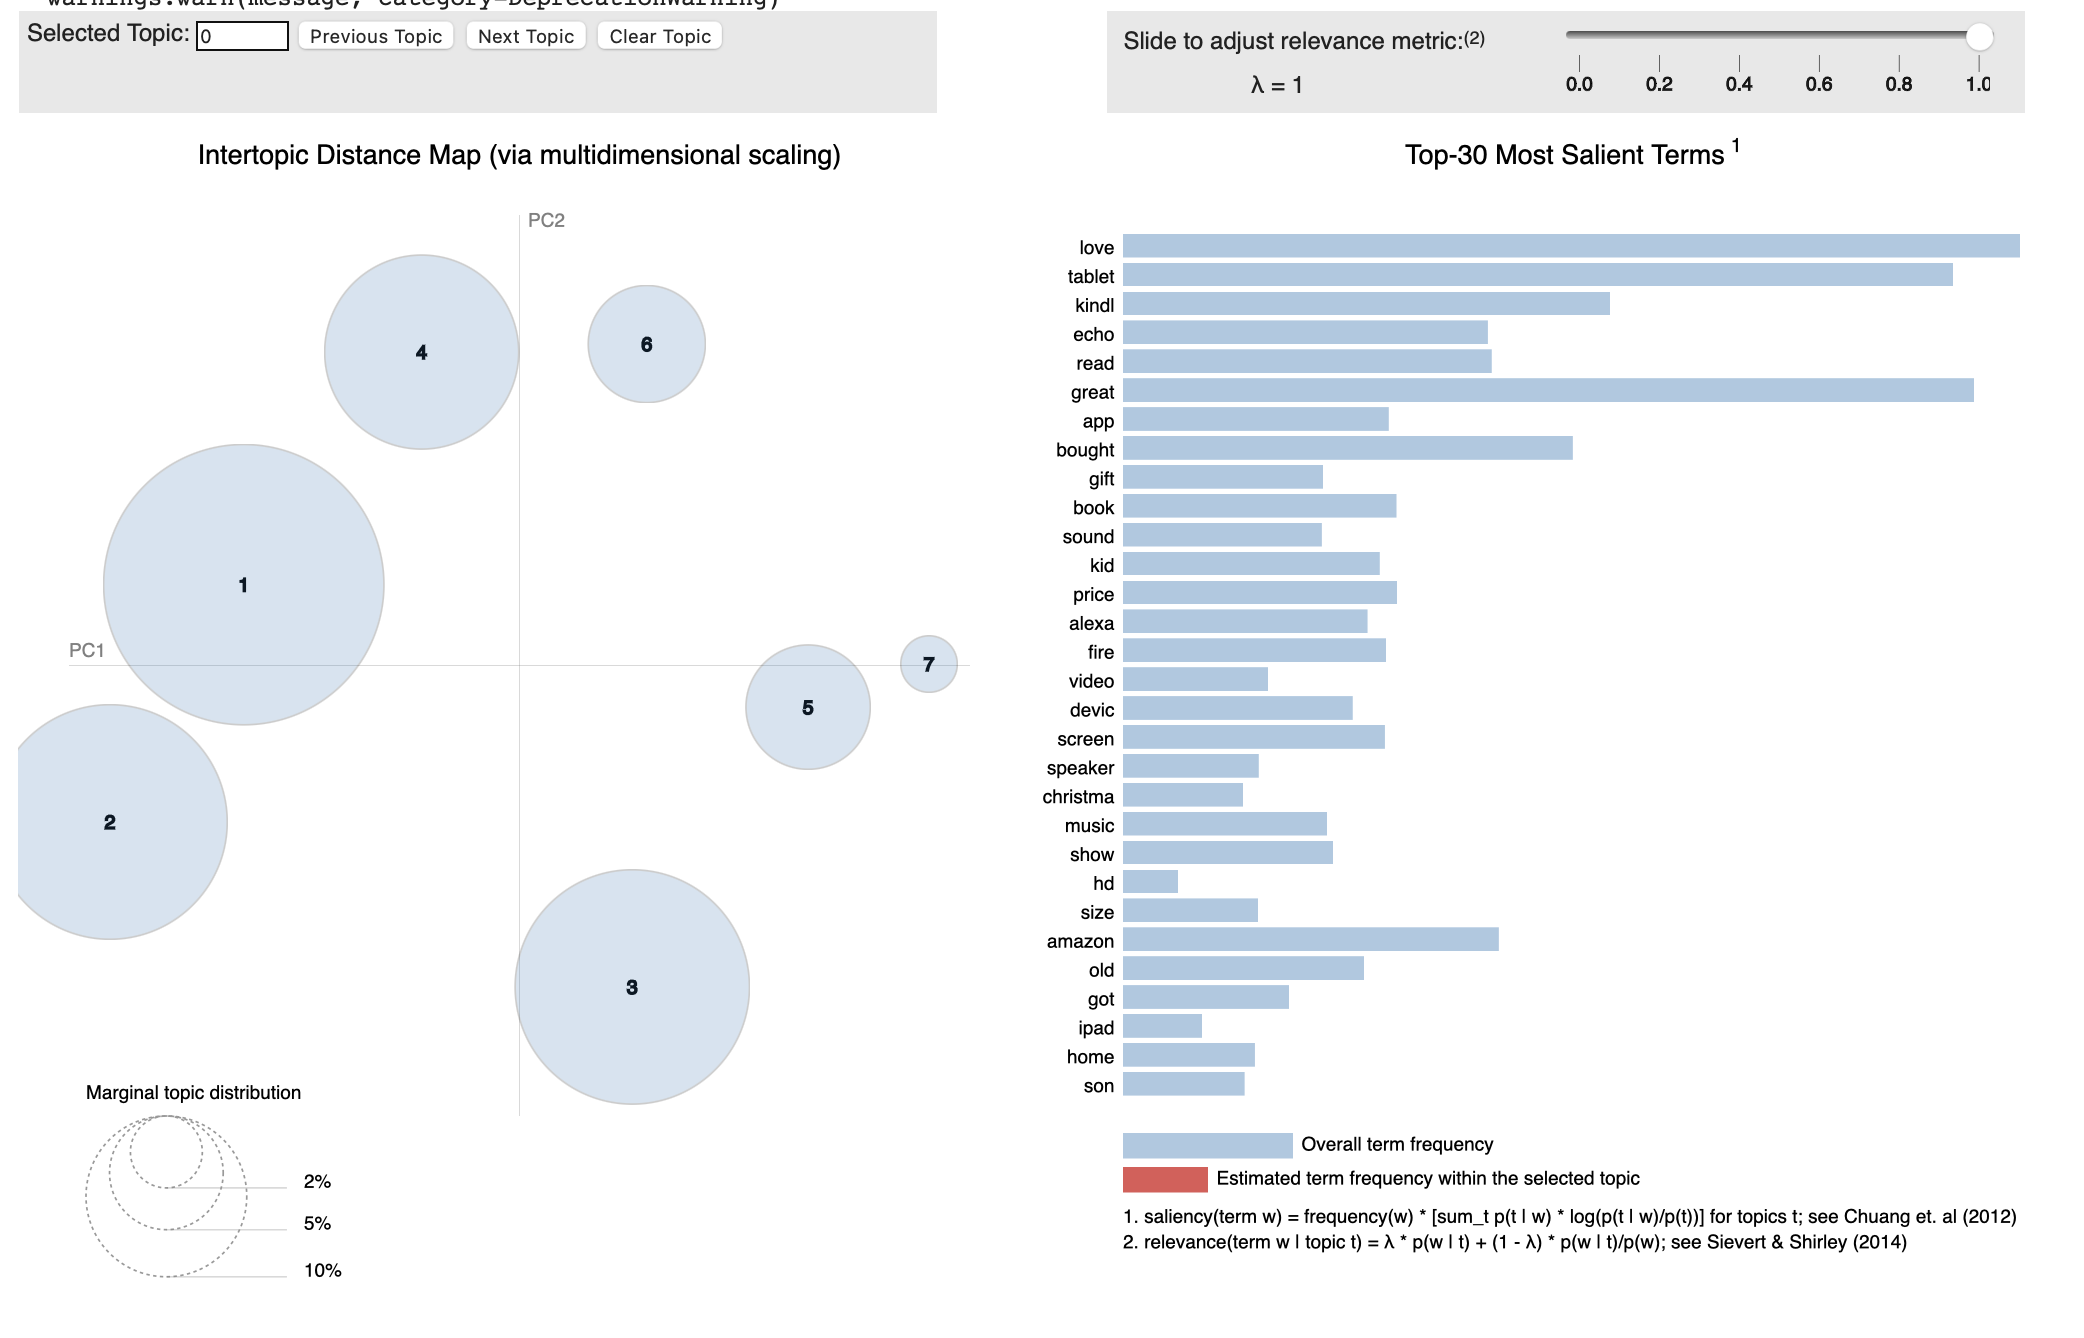 warnings.warn(message, category=DeprecationWarning)
Selected Topic: 0 Previous Topic Next Topic Clear Topic
Slide to adjust relevance metric:(2)
λ = 1
0.0 0.2 0.4 0.6 0.8 1.0
Intertopic Distance Map (via multidimensional scaling)
PC2
4
6
1
PC1
7
5
2
3
Marginal topic distribution
2%
5%
10%
Top-30 Most Salient Terms 1
love
tablet
kindl
echo
read
great
app
bought
gift
book
sound
kid
price
alexa
fire
video
devic
screen
speaker
christma
music
show
hd
size
amazon
old
got
ipad
home
son
Overall term frequency
Estimated term frequency within the selected topic
1. saliency(term w) = frequency(w) * [sum_t p(t | w) * log(p(t | w)/p(t))] for topics t; see Chuang et. al (2012)
2. relevance(term w | topic t) = λ * p(w | t) + (1 - λ) * p(w | t)/p(w); see Sievert & Shirley (2014)